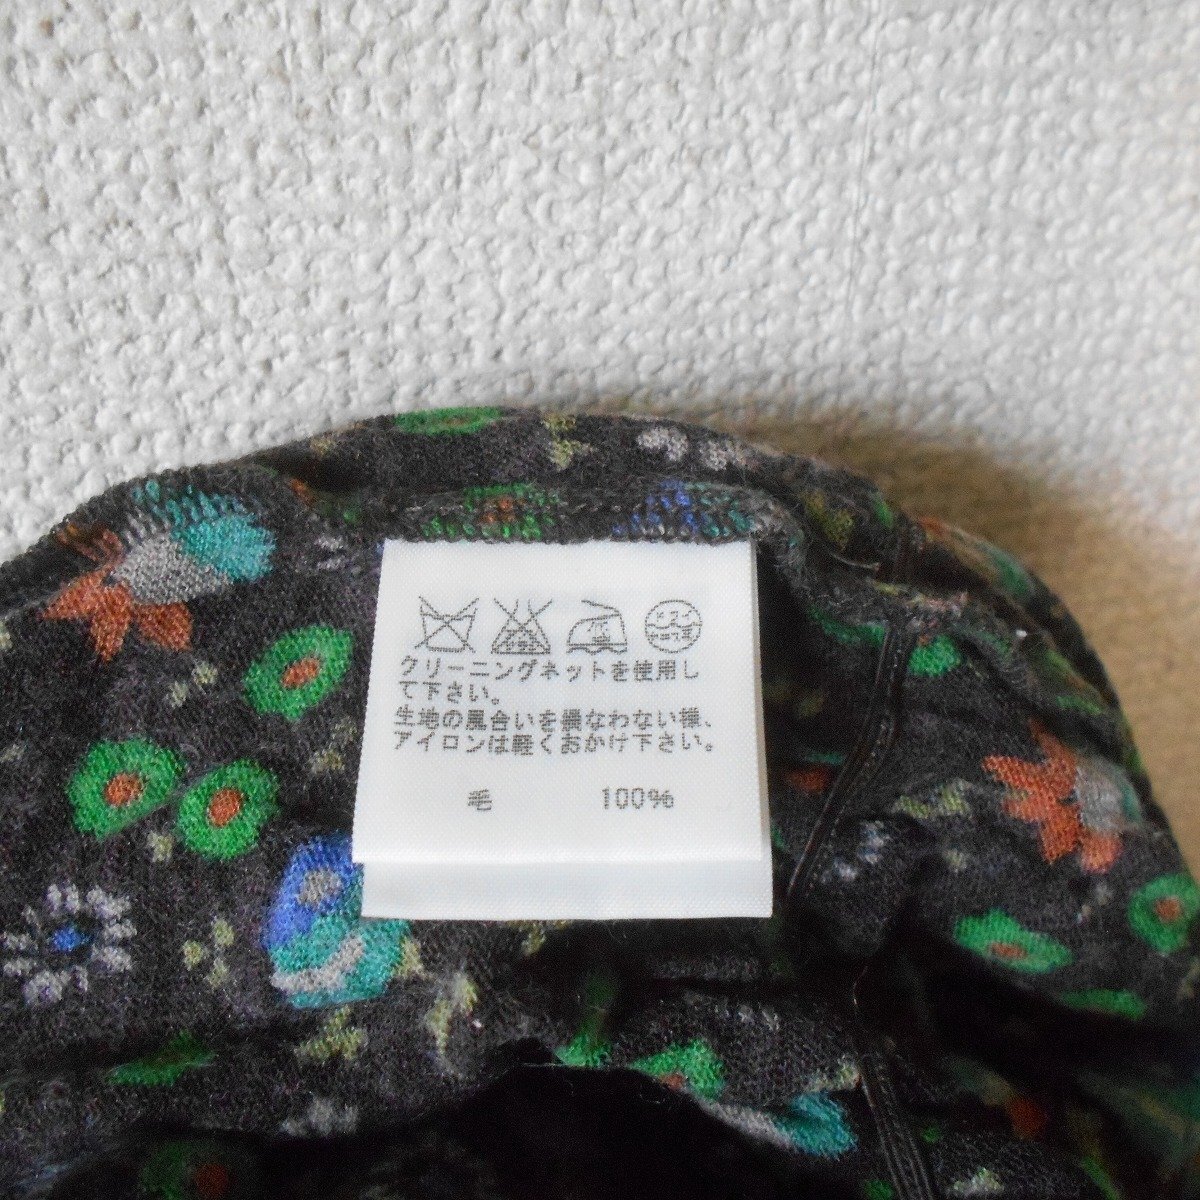 クリーニングネットを使用し
て下さい。
生地の風合いを損なわない様、
アイロンは軽くおかけ下さい。
毛 100%